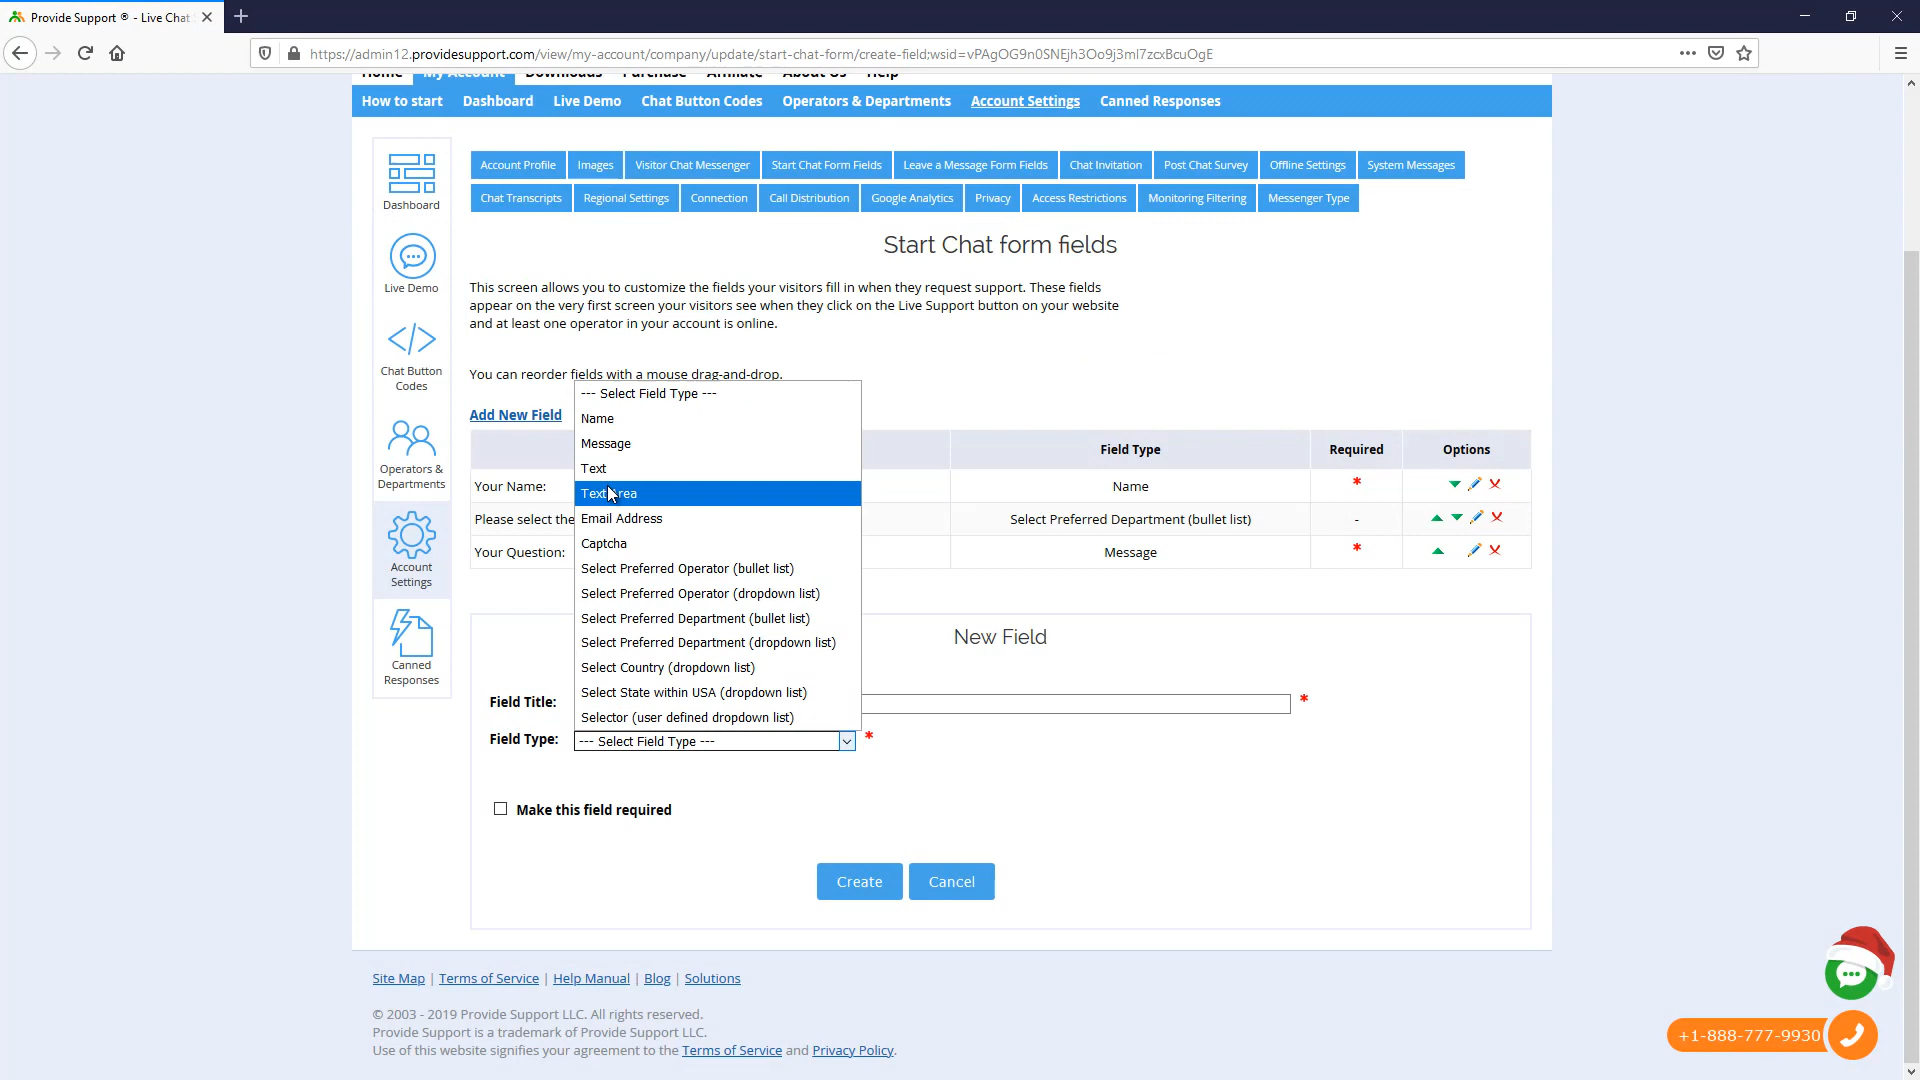 Provide Support ® - Live Chat
https://admin12.providesupport.com/view/my-account/company/update/start-chat-form/create-field;wsid=vPAgOG9n0SNEjh3Oo9j3ml7zcxBcuOgE
Home My Account Downloads Purchase Affiliate About Us Help
How to start Dashboard Live Demo Chat Button Codes Operators & Departments Account Settings Canned Responses
Account Profile Images Visitor Chat Messenger Start Chat Form Fields Leave a Message Form Fields Chat Invitation Post Chat Survey Offline Settings System Messages
Chat Transcripts Regional Settings Connection Call Distribution Google Analytics Privacy Access Restrictions Monitoring Filtering Messenger Type
Dashboard
Live Demo
Chat Button
Codes
Operators &
Departments
Account
Settings
Canned
Responses
Start Chat form fields
This screen allows you to customize the fields your visitors fill in when they request support. These fields
appear on the very first screen your visitors see when they click on the Live Support button on your website
and at least one operator in your account is online.
You can reorder fields with a mouse drag-and-drop.
Add New Field
Field Type Required Options
Your Name: Name *
Please select the Select Preferred Department (bullet list) -
Your Question: Message *
--- Select Field Type ---
Name
Message
Text
Email Address
Captcha
Select Preferred Operator (bullet list)
Select Preferred Operator (dropdown list)
Select Preferred Department (bullet list)
Select Preferred Department (dropdown list)
Select Country (dropdown list)
Select State within USA (dropdown list)
Selector (user defined dropdown list)
New Field
Field Title: *
Field Type: --- Select Field Type --- *
Make this field required
Create Cancel
Site Map | Terms of Service | Help Manual | Blog | Solutions
© 2003 - 2019 Provide Support LLC. All rights reserved.
Provide Support is a trademark of Provide Support LLC.
Use of this website signifies your agreement to the Terms of Service and Privacy Policy.
+1-888-777-9930